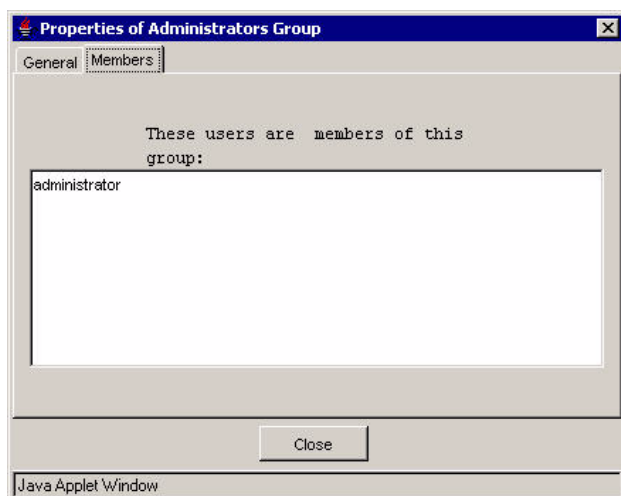 Properties of Administrators Group
General Members
These users are members of this
group:
administrator
Close
Java Applet Window